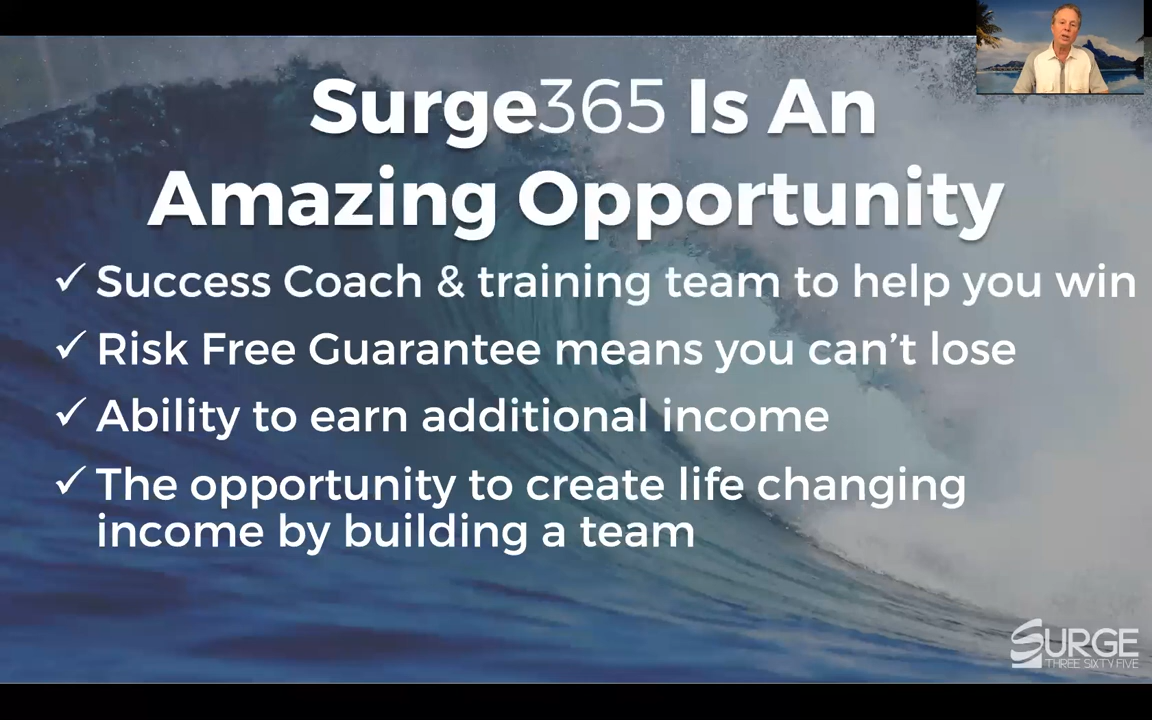 Surge365 Is An
Amazing Opportunity
✓ Success Coach & training team to help you win
✓ Risk Free Guarantee means you can't lose
✓ Ability to earn additional income
✓ The opportunity to create life changing
income by building a team
SURGE
THREE SIXTY FIVE